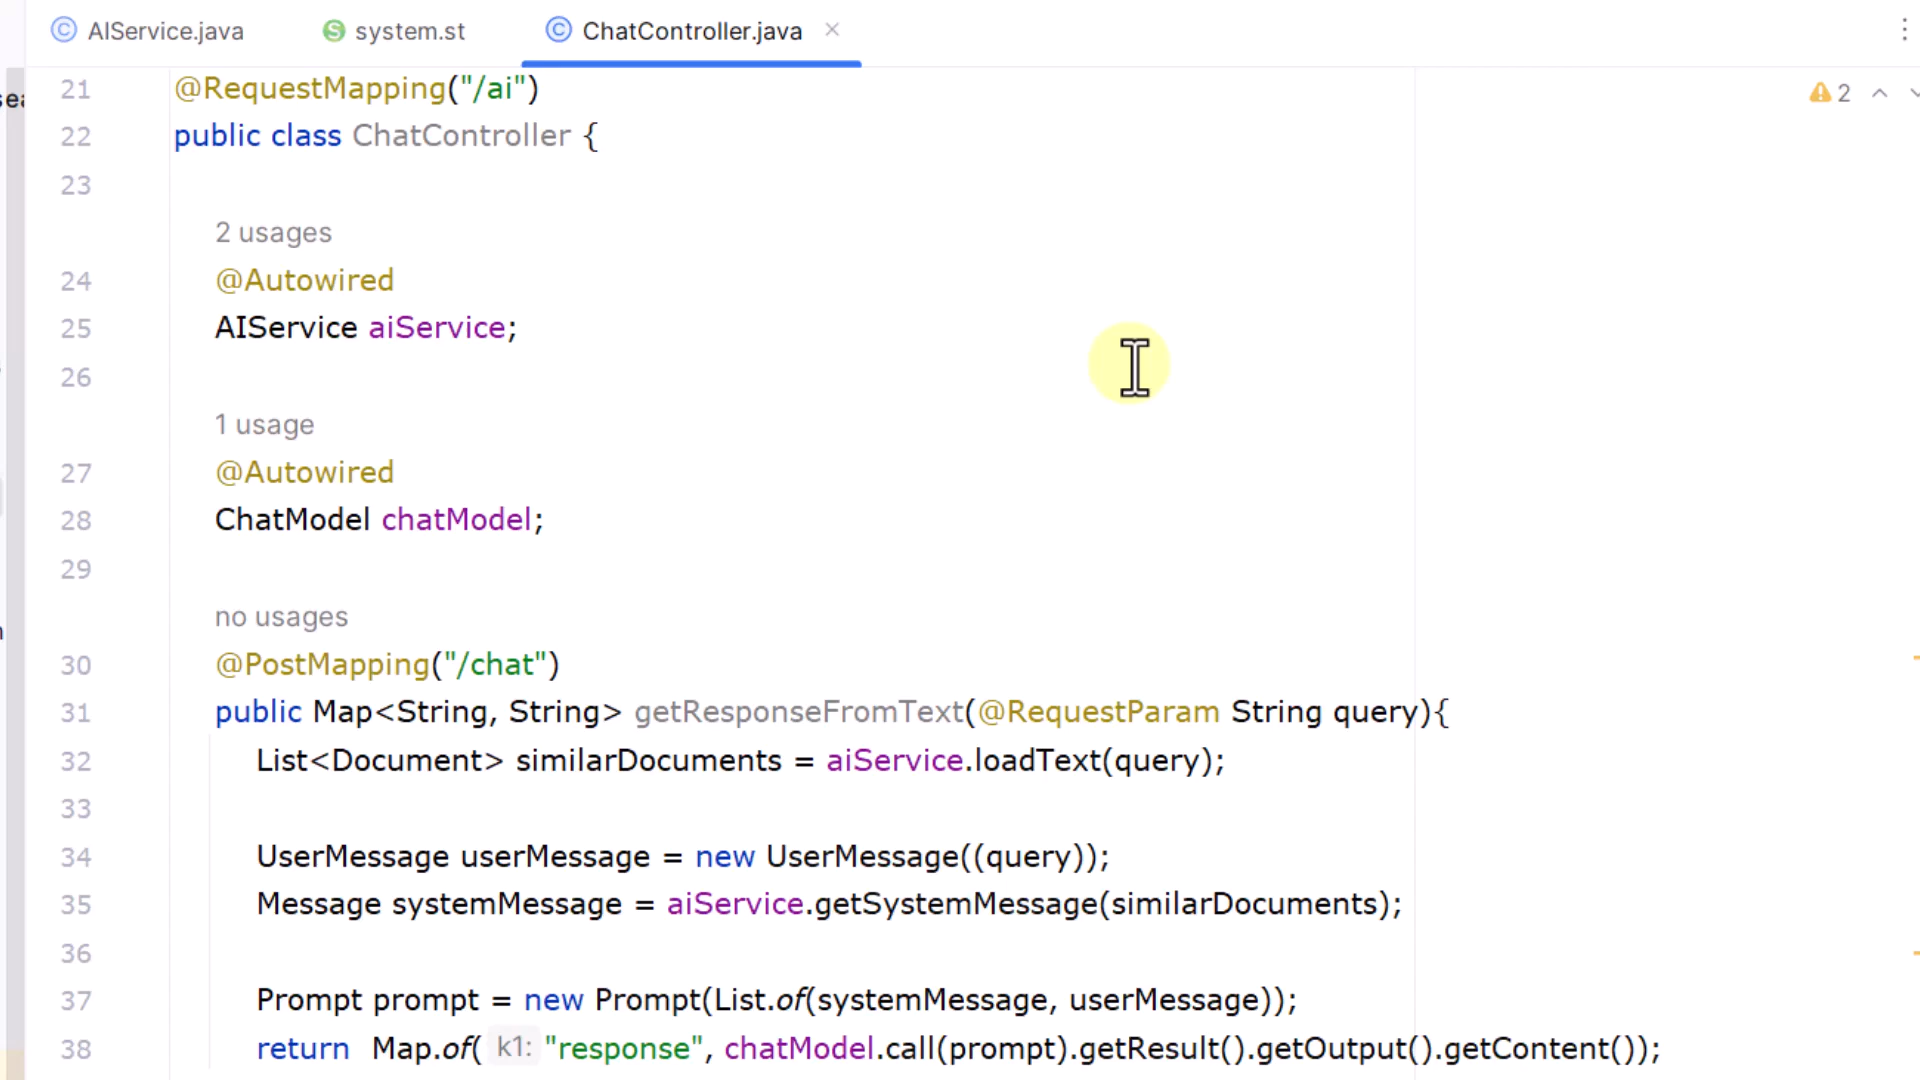 AIService.java system.st ChatController.java
21 @RequestMapping("/ai")
2
22 public class ChatController {
23
2 usages
24 @Autowired
25 AIService aiService;
26
1 usage
27 @Autowired
28 ChatModel chatModel;
29
no usages
30 @PostMapping("/chat")
31 public Map<String, String> getResponseFromText(@RequestParam String query){
32 List<Document> similarDocuments = aiService.loadText(query);
33
34 UserMessage userMessage = new UserMessage((query));
35 Message systemMessage = aiService.getSystemMessage(similarDocuments);
36
37 Prompt prompt = new Prompt(List.of(systemMessage, userMessage));
38 return Map.of( k1: "response", chatModel.call(prompt).getResult().getOutput().getContent());